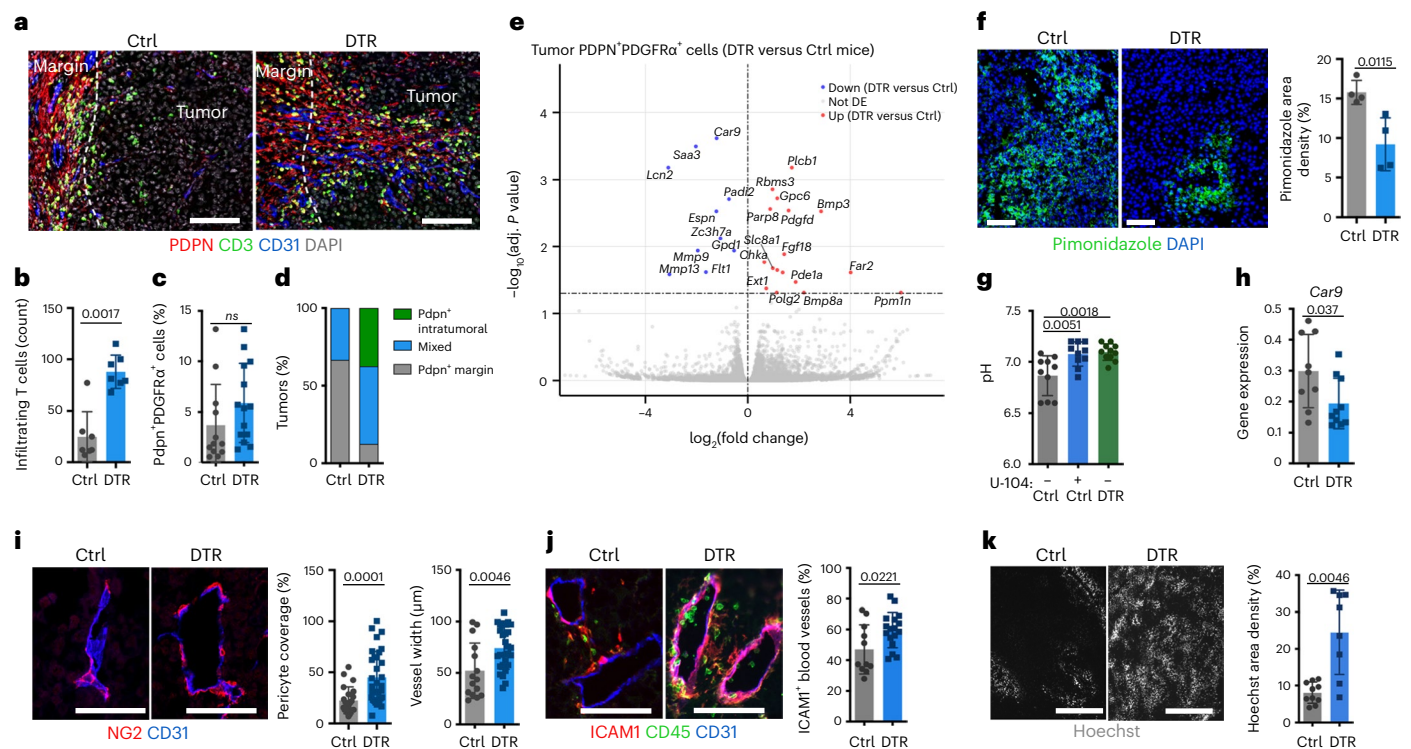 a
Ctrl
DTR
Margin
Tumor
Margin
Tumor
PDPN CD3 CD31 DAPI
b
Infiltrating T cells (count)
150
100
50
0
0.0017
Ctrl DTR
c
Pdpn⁺PDGFRα⁺ cells (%)
15
10
5
0
ns
Ctrl DTR
d
Tumors (%)
100
50
0
Ctrl DTR
Pdpn⁺ intratumoral
Mixed
Pdpn⁺ margin
e
Tumor PDPN⁺PDGFRα⁺ cells (DTR versus Ctrl mice)
Down (DTR versus Ctrl)
Not DE
Up (DTR versus Ctrl)
−log₁₀(adj. P value)
4
3
2
1
0
Car9
Saa3
Lcn2
Plcb1
Padi2
Rbms3
Gpc6
Bmp3
Espn
Parp8
Pdgfd
Zc3h7a
Gpd1
Slc8a1
Fgf18
Mmp9
Chka
Mmp13
Flt1
Pde1a
Far2
Ext1
Polg2
Bmp8a
Ppm1n
−4
0
4
log₂(fold change)
f
Ctrl
DTR
Pimonidazole DAPI
Pimonidazole area density (%)
20
15
10
5
0
0.0115
Ctrl DTR
g
pH
7.5
7.0
6.5
6.0
0.0018
0.0051
U-104: − + −
Ctrl Ctrl DTR
h
Car9
Gene expression
0.5
0.4
0.3
0.2
0.1
0
0.037
Ctrl DTR
i
Ctrl
DTR
NG2 CD31
Pericyte coverage (%)
150
100
50
0
0.0001
Ctrl DTR
Vessel width (μm)
150
100
50
0
0.0046
Ctrl DTR
j
Ctrl
DTR
ICAM1 CD45 CD31
ICAM1⁺ blood vessels (%)
100
80
60
40
20
0
0.0221
Ctrl DTR
k
Ctrl
DTR
Hoechst
Hoechst area density (%)
40
30
20
10
0
0.0046
Ctrl DTR